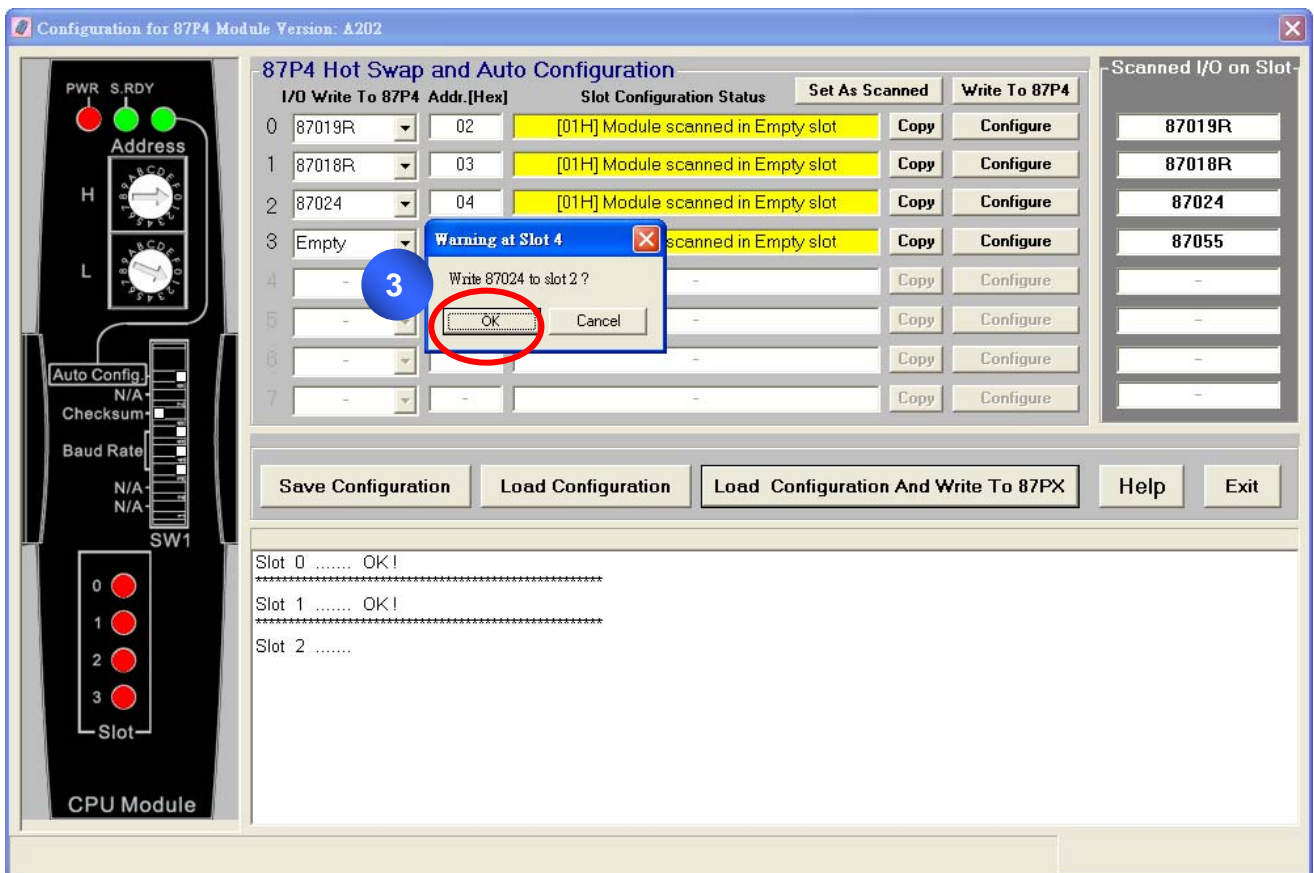 Configuration for 87P4 Module Version: A202
PWR S.RDY
Address
H
L
Auto Config.
N/A
Checksum
Baud Rate
N/A
N/A
SW1
0
1
2
3
Slot
CPU Module
87P4 Hot Swap and Auto Configuration
I/O Write To 87P4 Addr.[Hex] Slot Configuration Status Set As Scanned Write To 87P4
0 87019R 02 [01H] Module scanned in Empty slot Copy Configure
1 87018R 03 [01H] Module scanned in Empty slot Copy Configure
2 87024 04 [01H] Module scanned in Empty slot Copy Configure
3 Empty scanned in Empty slot Copy Configure
4 - - Copy Configure
5 - - Copy Configure
6 - - Copy Configure
7 - - - Copy Configure
Scanned I/O on Slot
87019R
87018R
87024
87055
-
-
-
-
Warning at Slot 4
Write 87024 to slot 2 ?
OK Cancel
3
Save Configuration Load Configuration Load Configuration And Write To 87PX Help Exit
Slot 0 ....... OK !
*****************************************************
Slot 1 ....... OK !
*****************************************************
Slot 2 .......